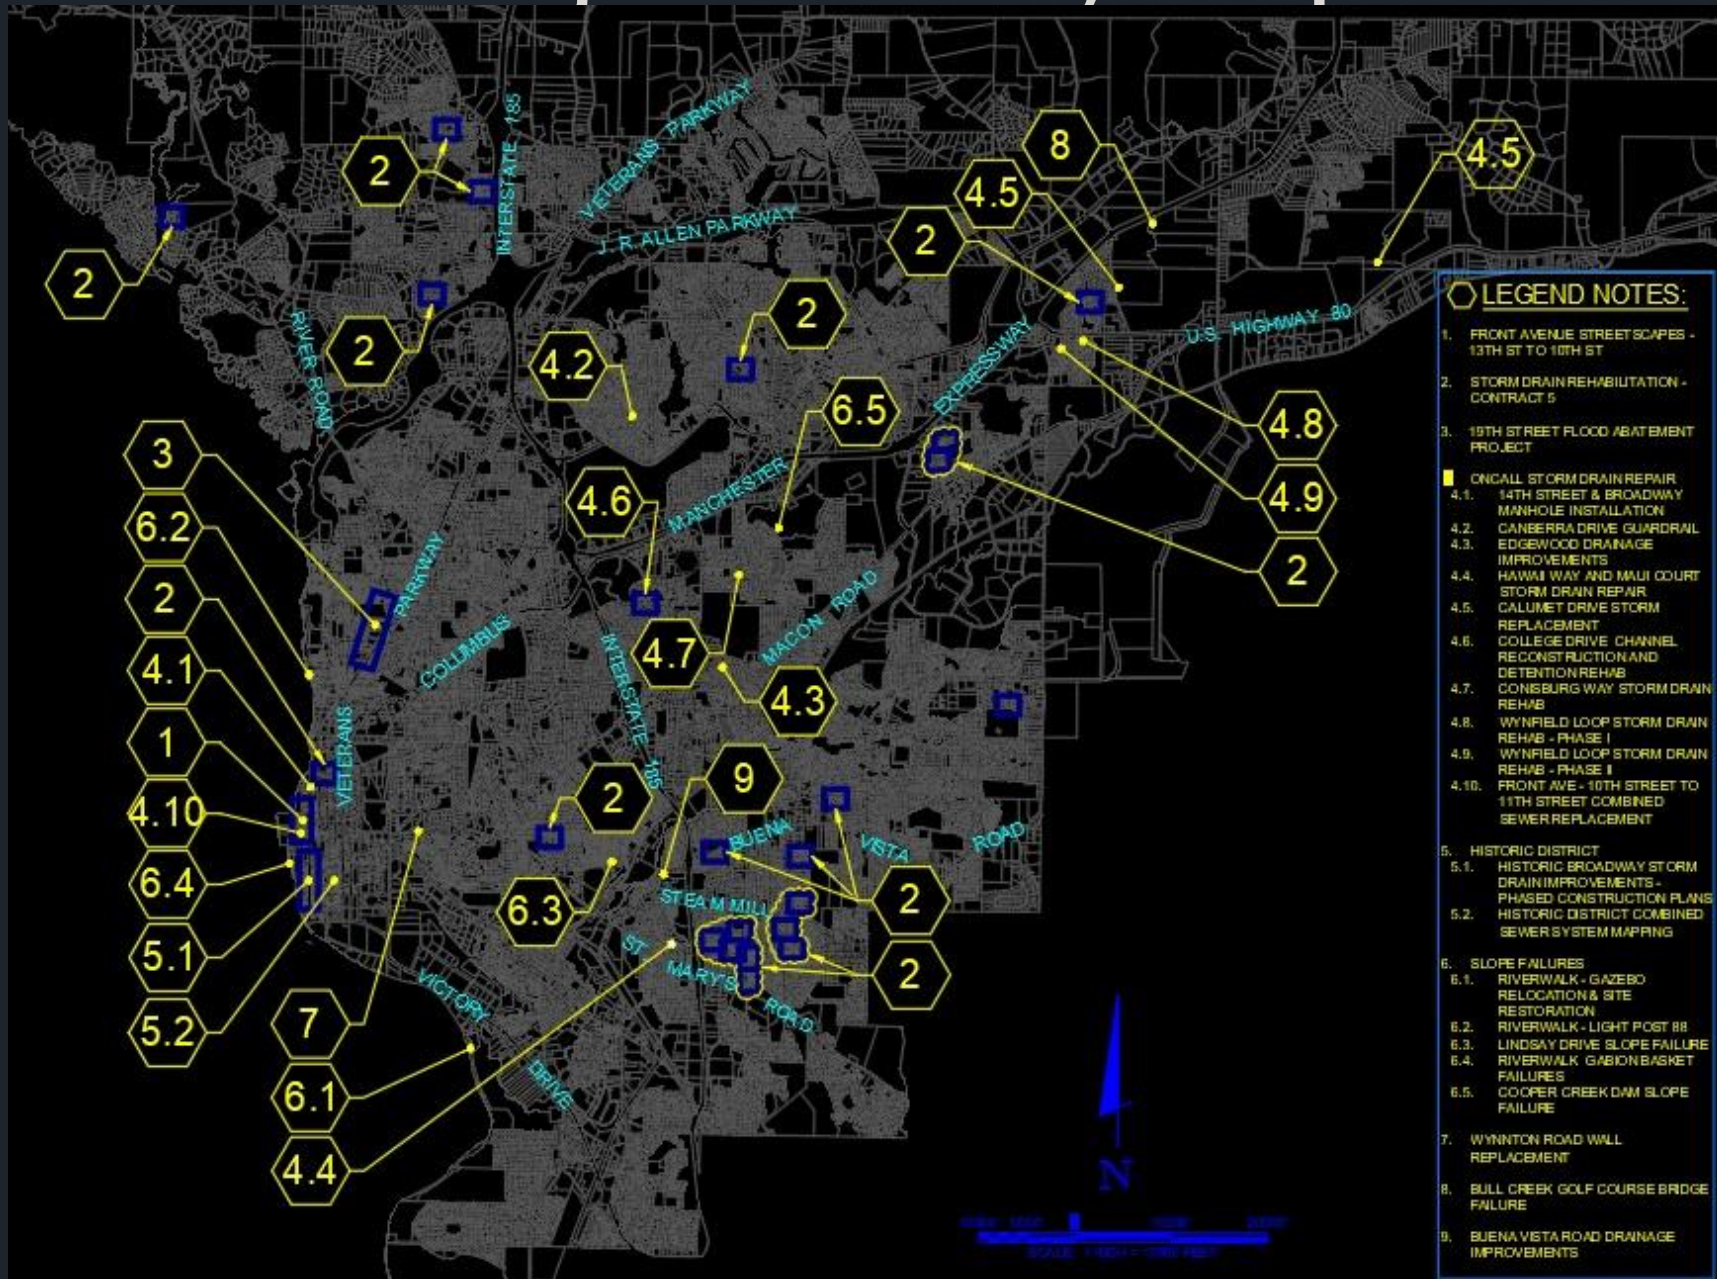 2
INTERSTATE 185
VETERANS PARKWAY
J. R. ALLEN PARKWAY
8
4.5
4.5
2
2
2
2
RIVER ROAD
4.2
6.5
EXPRESSWAY
U.S. HIGHWAY 80
4.8
4.9
2
3
6.2
2
4.1
1
4.10
6.4
5.1
5.2
4.6
MANCHESTER
PARKWAY
COLUMBUS
INTERSTATE 185
4.7
MACON ROAD
4.3
VETERANS
2
9
BUENA
VISTA
ROAD
6.3
STEAM MILL
2
ST MARY'S ROAD
2
VICTORY
DRIVE
7
6.1
4.4
N
LEGEND NOTES:
1. FRONT AVENUE STREETSCAPES -
13TH ST TO 10TH ST
2. STORM DRAIN REHABILITATION -
CONTRACT 5
3. 19TH STREET FLOOD ABATEMENT
PROJECT
ONCALL STORM DRAIN REPAIR
4.1. 14TH STREET & BROADWAY
MANHOLE INSTALLATION
4.2. CANBERRA DRIVE GUARDRAIL
4.3. EDGEWOOD DRAINAGE
IMPROVEMENTS
4.4. HAWAII WAY AND MAUI COURT
STORM DRAIN REPAIR
4.5. CALUMET DRIVE STORM
REPLACEMENT
4.6. COLLEGE DRIVE CHANNEL
RECONSTRUCTION AND
DETENTION REHAB
4.7. CONISBURG WAY STORM DRAIN
REHAB
4.8. WYNFIELD LOOP STORM DRAIN
REHAB - PHASE I
4.9. WYNFIELD LOOP STORM DRAIN
REHAB - PHASE II
4.10. FRONT AVE - 10TH STREET TO
11TH STREET COMBINED
SEWER REPLACEMENT
5. HISTORIC DISTRICT
5.1. HISTORIC BROADWAY STORM
DRAIN IMPROVEMENTS -
PHASED CONSTRUCTION PLANS
5.2. HISTORIC DISTRICT COMBINED
SEWER SYSTEM MAPPING
6. SLOPE FAILURES
6.1. RIVERWALK - GAZEBO
RELOCATION & SITE
RESTORATION
6.2. RIVERWALK - LIGHT POST 88
6.3. LINDSAY DRIVE SLOPE FAILURE
6.4. RIVERWALK GABION BASKET
FAILURES
6.5. COOPER CREEK DAM SLOPE
FAILURE
7. WYNNTON ROAD WALL
REPLACEMENT
8. BULL CREEK GOLF COURSE BRIDGE
FAILURE
9. BUENA VISTA ROAD DRAINAGE
IMPROVEMENTS